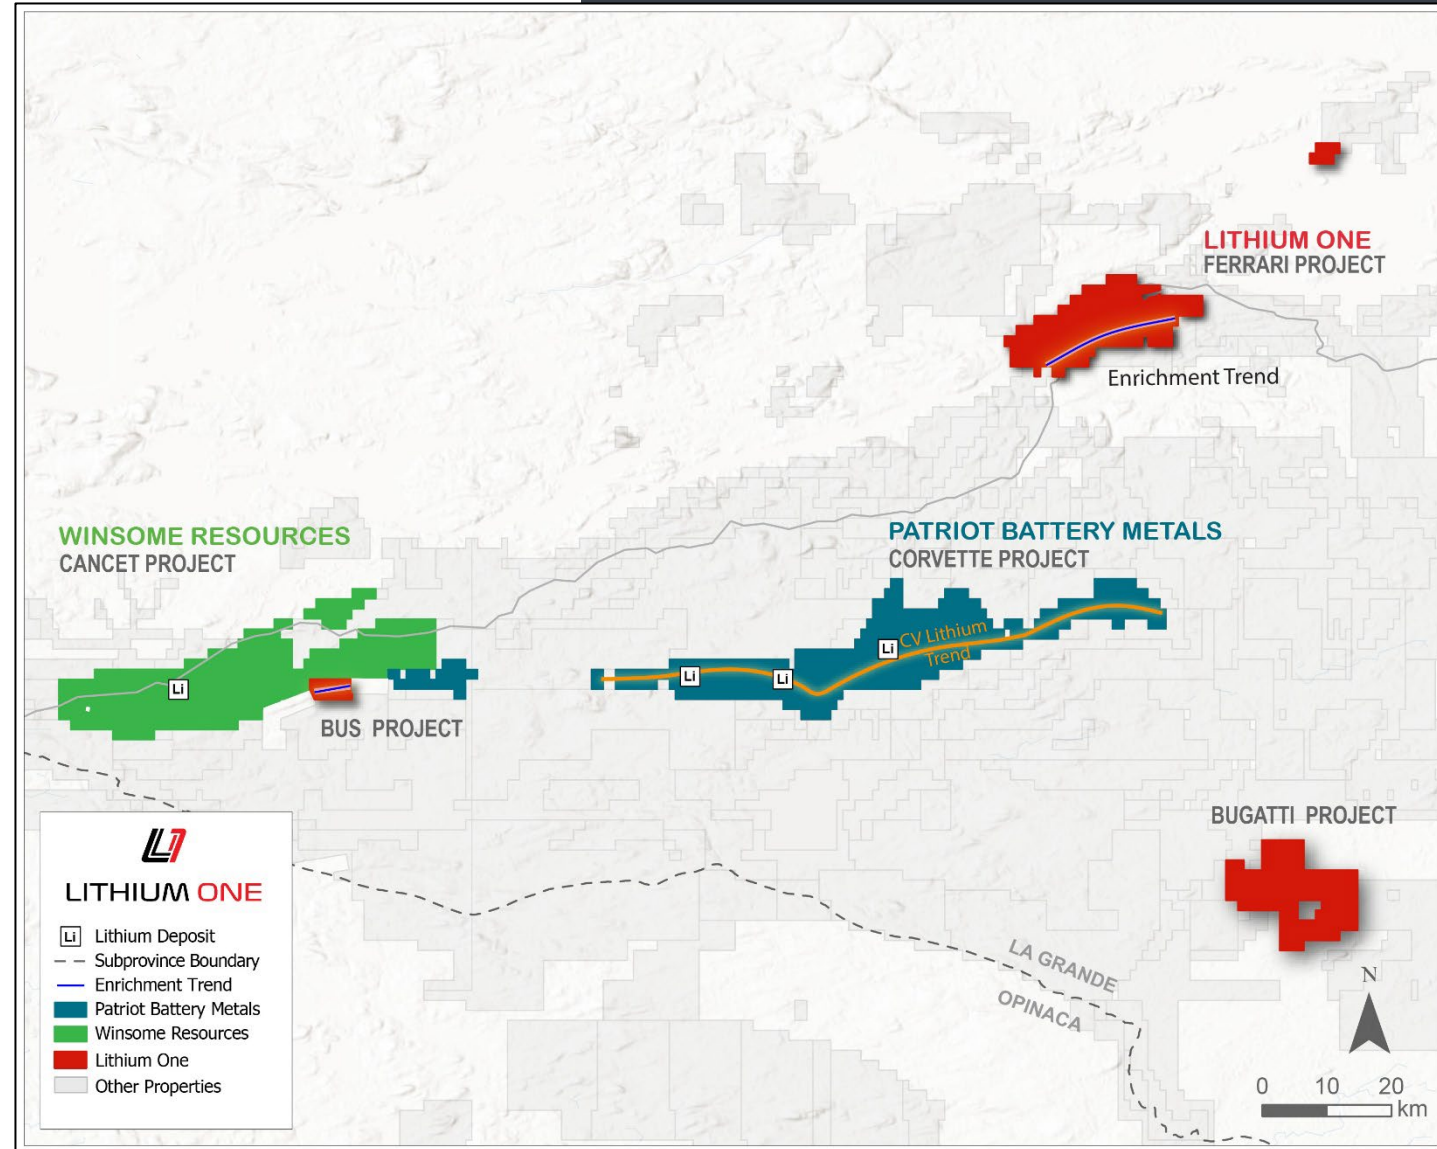 LITHIUM ONE
FERRARI PROJECT
Enrichment Trend
WINSOME RESOURCES
CANCET PROJECT
PATRIOT BATTERY METALS
CORVETTE PROJECT
CV Lithium
Trend
Li
Li
Li
Li
BUS PROJECT
BUGATTI PROJECT
LA GRANDE
OPINACA
L1
LITHIUM ONE
Li Lithium Deposit
Subprovince Boundary
Enrichment Trend
Patriot Battery Metals
Winsome Resources
Lithium One
Other Properties
N
0 10 20
km